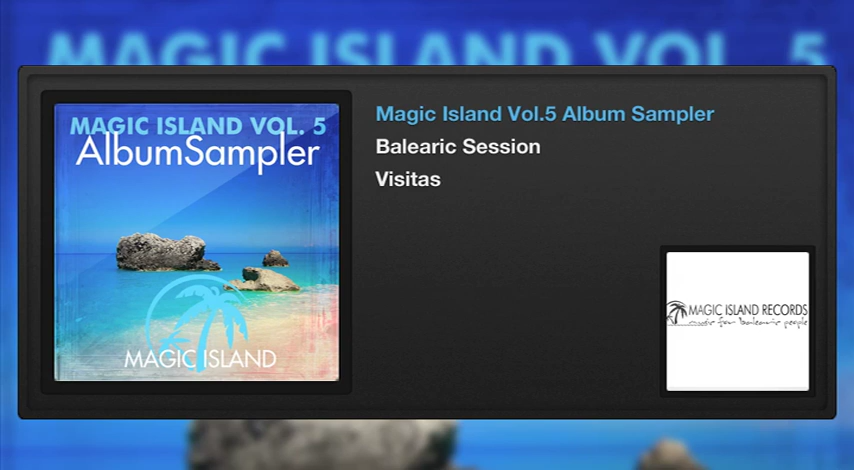 MAGIC ISLAND VOL. 5
MAGIC ISLAND VOL. 5
AlbumSampler
MAGIC ISLAND
Magic Island Vol.5 Album Sampler
Balearic Session
Visitas
MAGIC ISLAND RECORDS
music for balearic people